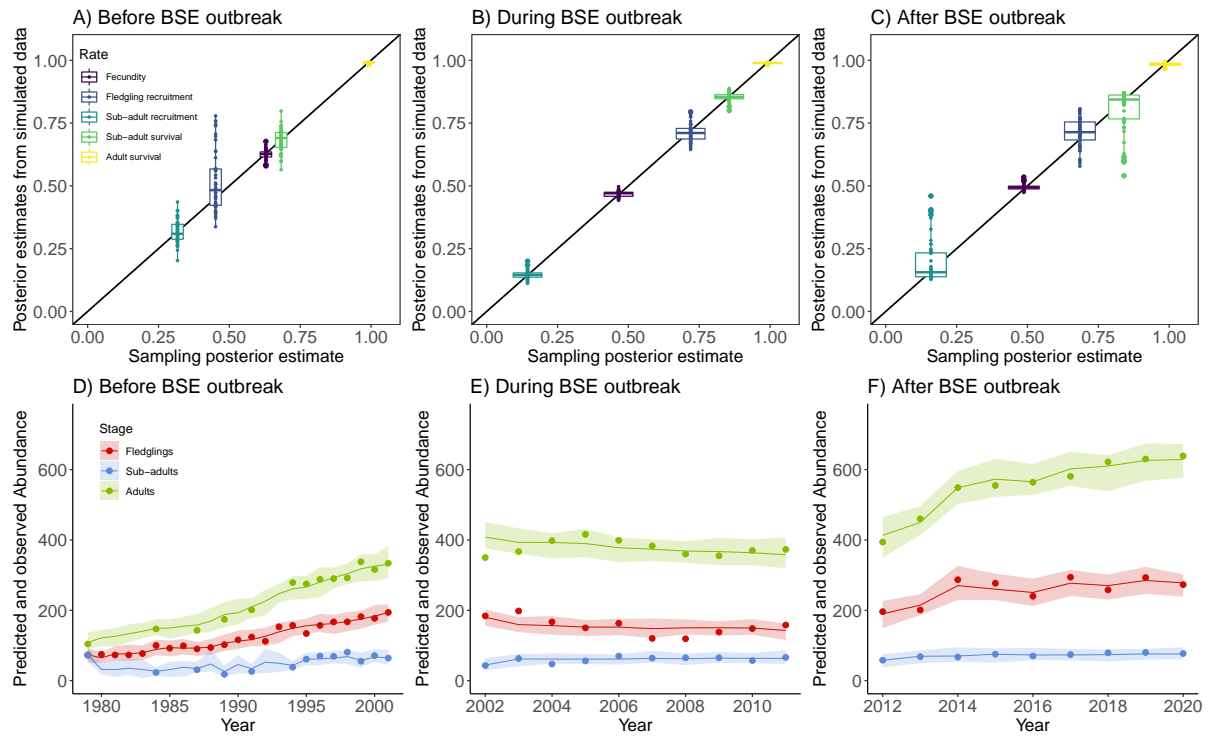 A) Before BSE outbreak
B) During BSE outbreak
C) After BSE outbreak
Posterior estimates from simulated data
1.00
0.75
0.50
0.25
0.00
Rate
Fecundity
Fledgling recruitment
Sub−adult recruitment
Sub−adult survival
Adult survival
0.00 0.25 0.50 0.75 1.00
Sampling posterior estimate
Posterior estimates from simulated data
1.00
0.75
0.50
0.25
0.00
0.00 0.25 0.50 0.75 1.00
Sampling posterior estimate
Posterior estimates from simulated data
1.00
0.75
0.50
0.25
0.00
0.00 0.25 0.50 0.75 1.00
Sampling posterior estimate
D) Before BSE outbreak
E) During BSE outbreak
F) After BSE outbreak
Predicted and observed Abundance
600
400
200
0
Stage
Fledglings
Sub−adults
Adults
1980 1985 1990 1995 2000
Year
Predicted and observed Abundance
600
400
200
0
2002 2004 2006 2008 2010
Year
Predicted and observed Abundance
600
400
200
0
2012 2014 2016 2018 2020
Year